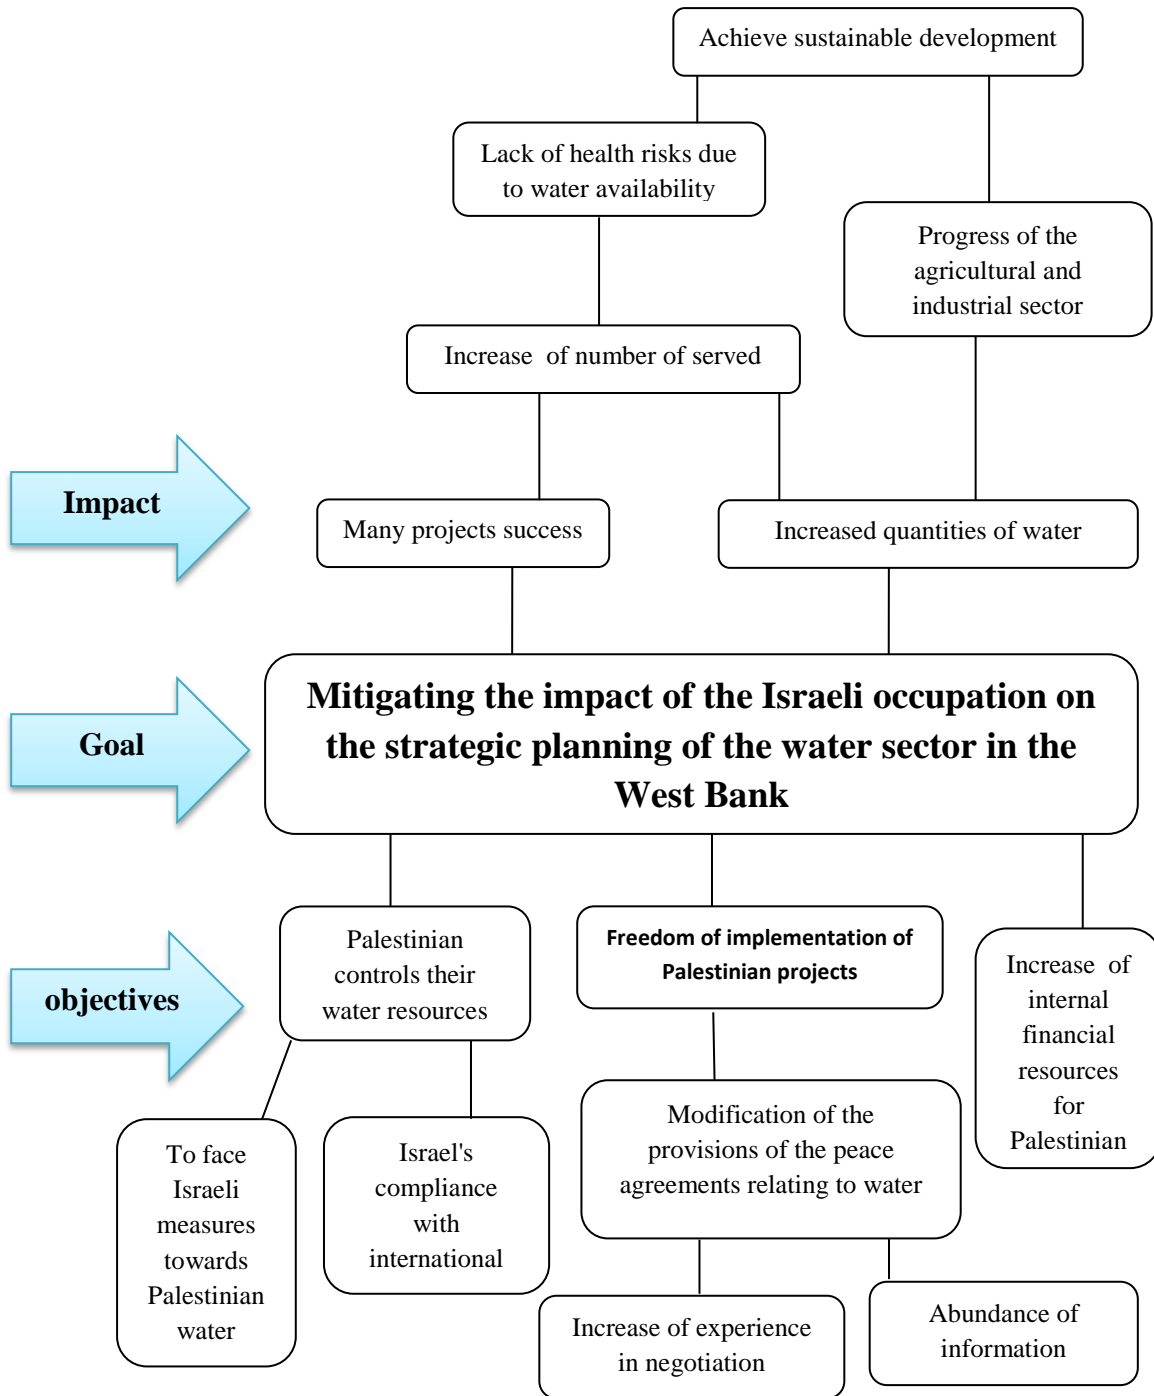 Achieve sustainable development
Lack of health risks due
to water availability
Progress of the
agricultural and
industrial sector
Increase of number of served
Impact
Many projects success
Increased quantities of water
Goal
Mitigating the impact of the Israeli occupation on
the strategic planning of the water sector in the
West Bank
objectives
Palestinian
controls their
water resources
Freedom of implementation of
Palestinian projects
Increase of
internal
financial
resources
for
Palestinian
To face
Israeli
measures
towards
Palestinian
water
Israel's
compliance
with
international
Modification of the
provisions of the peace
agreements relating to water
Increase of experience
in negotiation
Abundance of
information